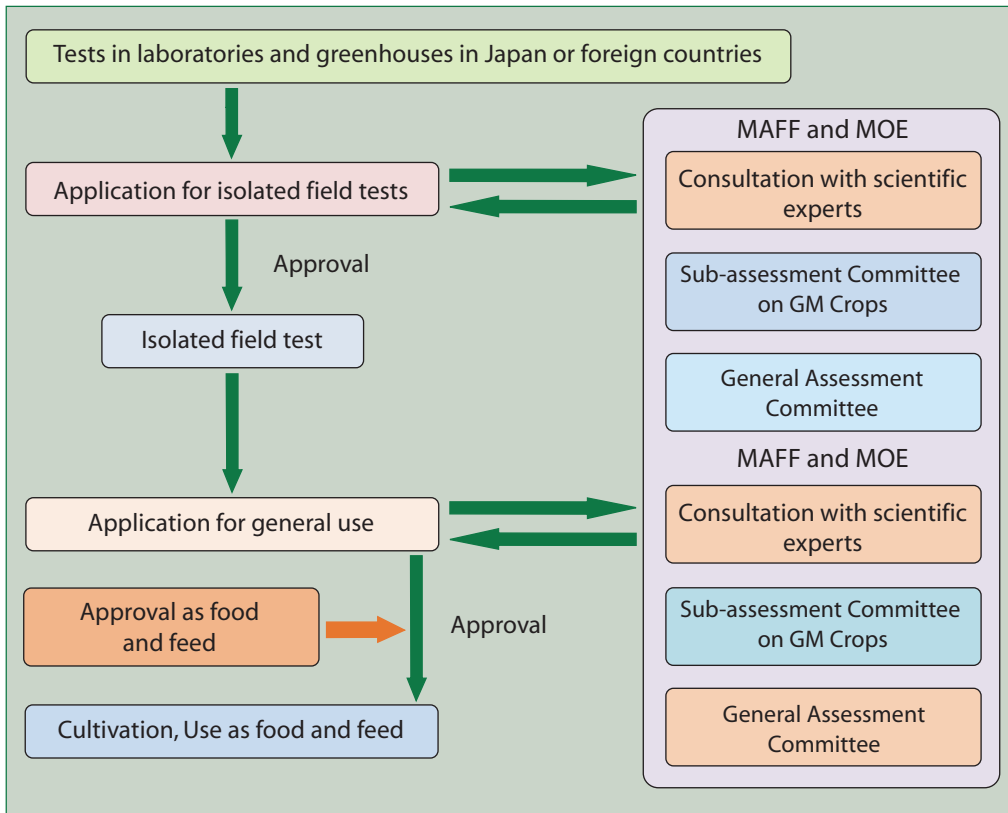 Tests in laboratories and greenhouses in Japan or foreign countries
MAFF and MOE
Application for isolated field tests
Consultation with scientific
experts
Approval
Sub-assessment Committee
on GM Crops
Isolated field test
General Assessment
Committee
MAFF and MOE
Application for general use
Consultation with scientific
experts
Approval as food
and feed
Approval
Sub-assessment Committee
on GM Crops
Cultivation, Use as food and feed
General Assessment
Committee